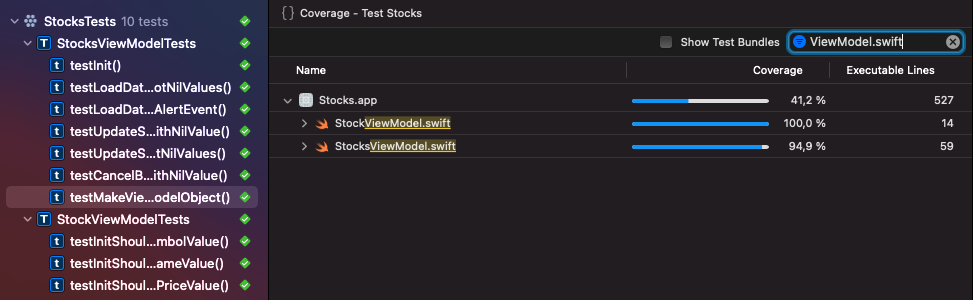 StocksTests 10 tests
StocksViewModelTests
testInit()
testLoadDat...otNilValues()
testLoadDat...AlertEvent()
testUpdateS...ithNilValue()
testUpdateS...tNilValues()
testCancelB...ithNilValue()
testMakeVie...odelObject()
StockViewModelTests
testInitShoul...mbolValue()
testInitShoul...ameValue()
testInitShoul...PriceValue()
{} Coverage - Test Stocks
Show Test Bundles ViewModel.swift
Name Coverage Executable Lines
Stocks.app 41,2 % 527
StockViewModel.swift 100,0 % 14
StocksViewModel.swift 94,9 % 59